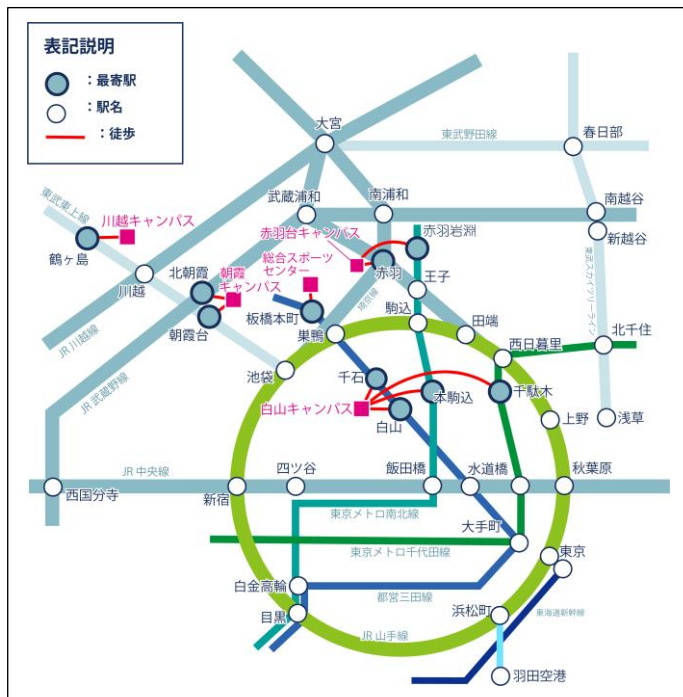 表記説明
：最寄駅
：駅名
：徒歩
大宮
東武野田線
春日部
武蔵浦和
南浦和
南越谷
新越谷
東武東上線
川越キャンパス
鶴ヶ島
赤羽台キャンパス
赤羽岩淵
総合スポーツ
センター
赤羽
王子
川越
北朝霞
朝霞
キャンパス
朝霞台
板橋本町
埼京線
駒込
田端
東武スカイツリーライン
JR川越線
巣鴨
西日暮里
北千住
JR武蔵野線
池袋
千石
白山キャンパス
本駒込
千駄木
白山
上野
浅草
JR中央線
四ツ谷
飯田橋
水道橋
秋葉原
西国分寺
新宿
東京メトロ南北線
大手町
東京メトロ千代田線
東京
白金高輪
都営三田線
浜松町
東海道新幹線
目黒
JR山手線
羽田空港